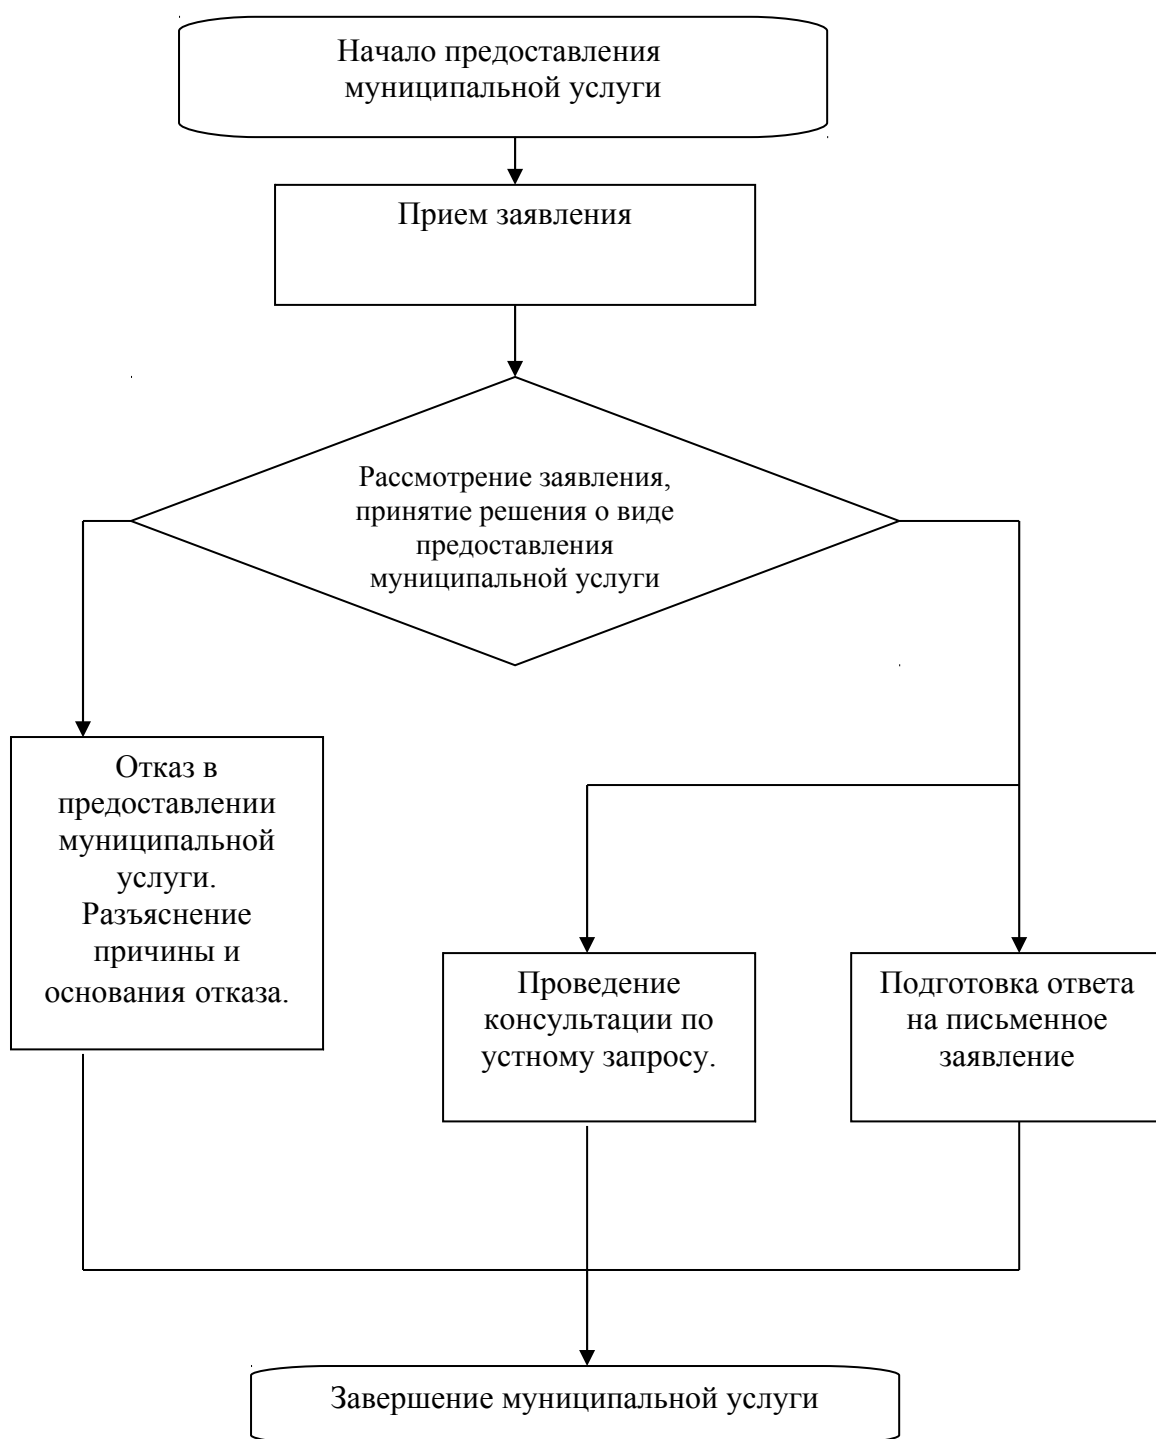 Начало предоставления
муниципальной услуги
Прием заявления
Рассмотрение заявления,
принятие решения о виде
предоставления
муниципальной услуги
Отказ в
предоставлении
муниципальной
услуги.
Разъяснение
причины и
основания отказа.
Проведение
консультации по
устному запросу.
Подготовка ответа
на письменное
заявление
Завершение муниципальной услуги